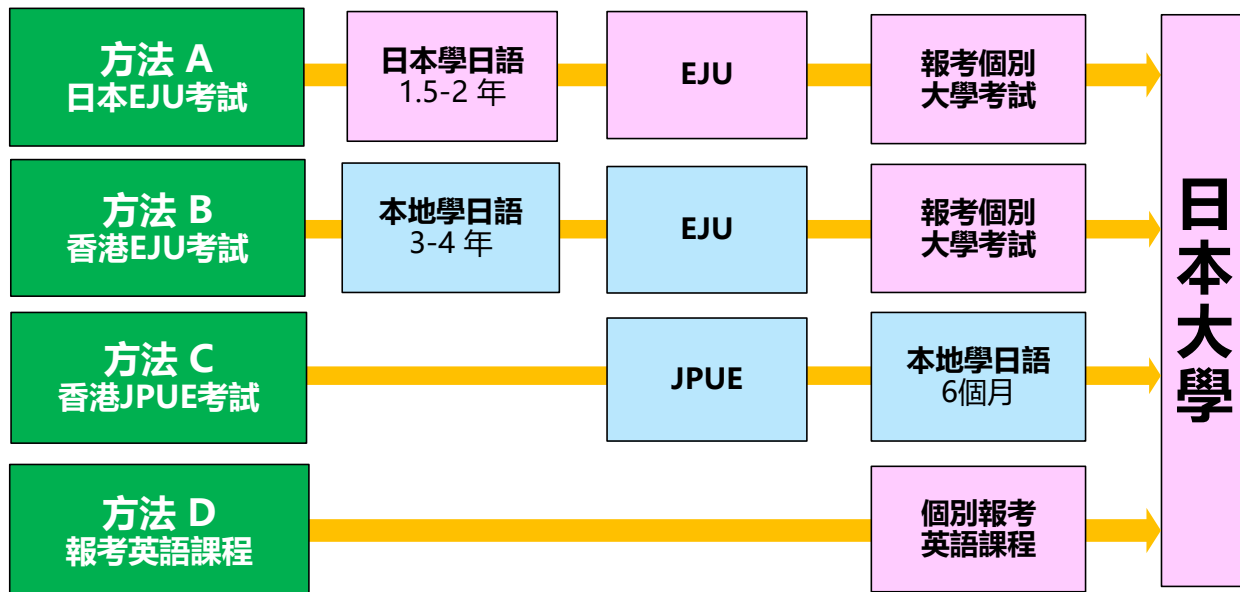 方法 A
日本EJU考試
日本學日語
1.5-2 年
EJU
報考個別
大學考試
方法 B
香港EJU考試
本地學日語
3-4 年
EJU
報考個別
大學考試
方法 C
香港JPUE考試
JPUE
本地學日語
6個月
方法 D
報考英語課程
個別報考
英語課程
日本大學